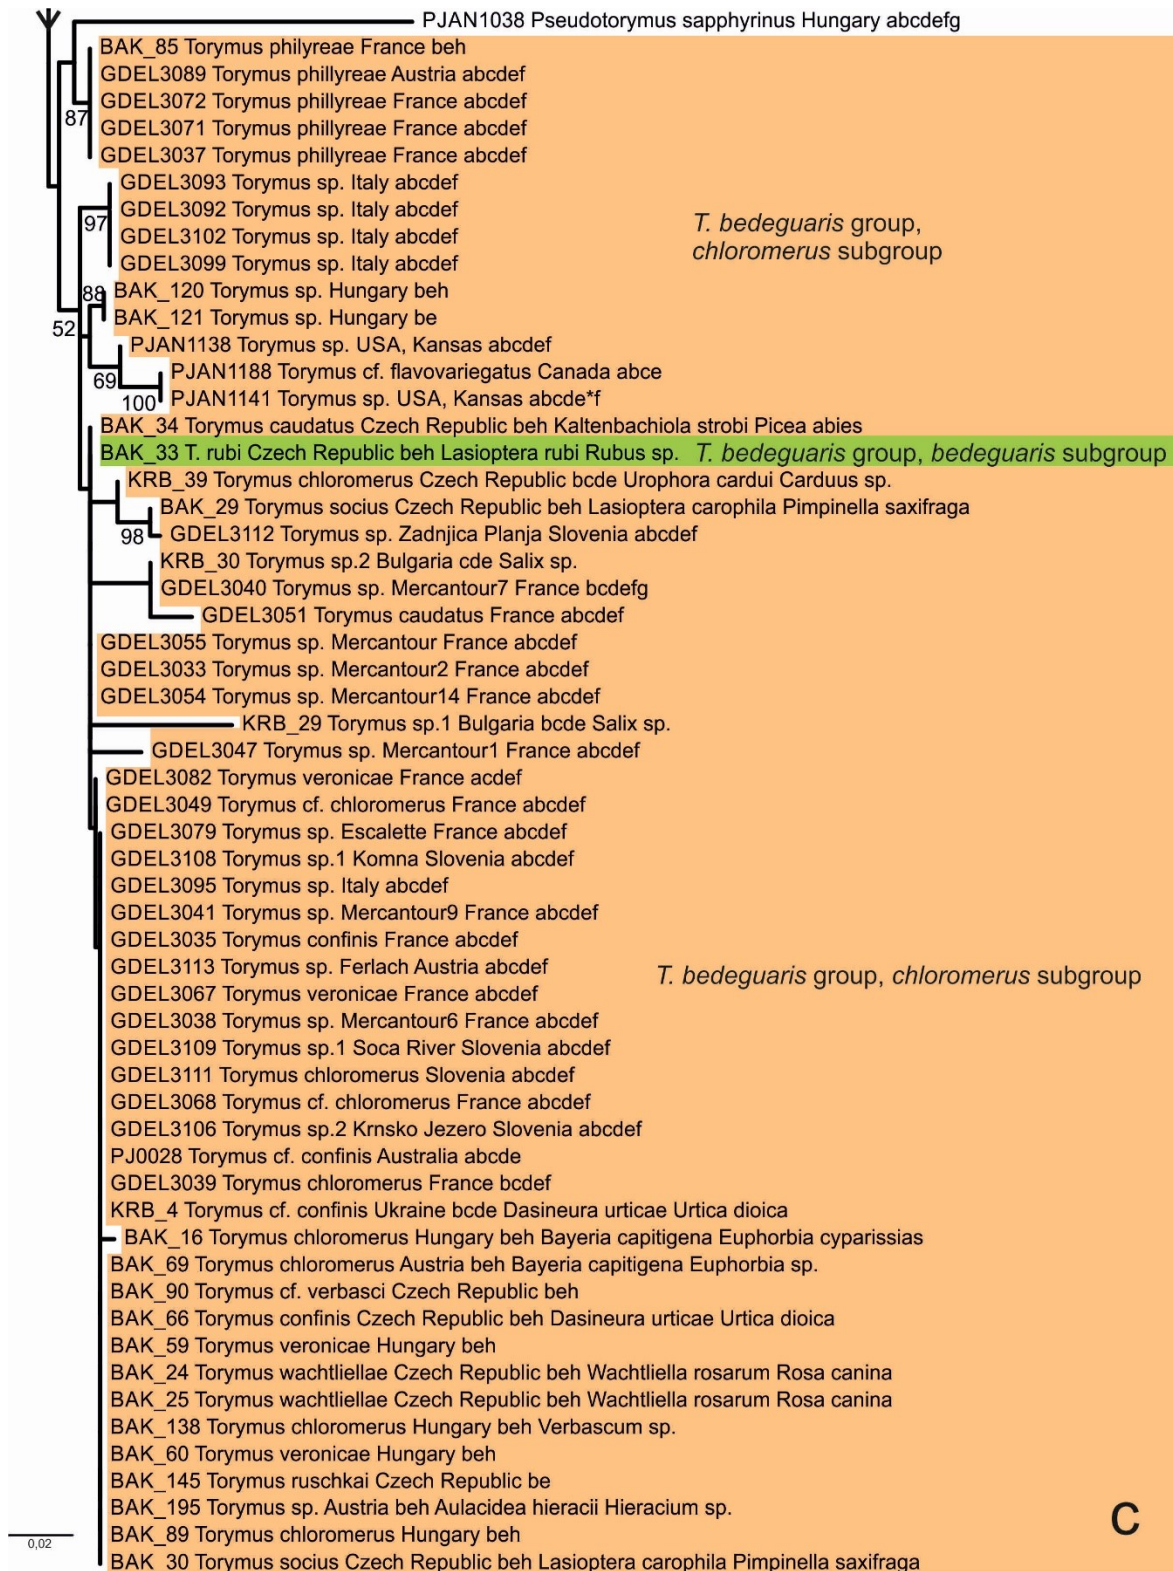 PJAN1038 Pseudotorymus sapphyrinus Hungary abcdefg
BAK_85 Torymus philyreae France beh
GDEL3089 Torymus phillyreae Austria abcdef
GDEL3072 Torymus phillyreae France abcdef
87
GDEL3071 Torymus phillyreae France abcdef
GDEL3037 Torymus phillyreae France abcdef
GDEL3093 Torymus sp. Italy abcdef
GDEL3092 Torymus sp. Italy abcdef
97
GDEL3102 Torymus sp. Italy abcdef
GDEL3099 Torymus sp. Italy abcdef
T. bedeguaris group,
chloromerus subgroup
88
BAK_120 Torymus sp. Hungary beh
BAK_121 Torymus sp. Hungary be
52
PJAN1138 Torymus sp. USA, Kansas abcdef
PJAN1188 Torymus cf. flavovariegatus Canada abce
69
PJAN1141 Torymus sp. USA, Kansas abcde*f
100
BAK_34 Torymus caudatus Czech Republic beh Kaltenbachiola strobi Picea abies
BAK_33 T. rubi Czech Republic beh Lasioptera rubi Rubus sp. T. bedeguaris group, bedeguaris subgroup
KRB_39 Torymus chloromerus Czech Republic bcde Urophora cardui Carduus sp.
BAK_29 Torymus socius Czech Republic beh Lasioptera carophila Pimpinella saxifraga
98
GDEL3112 Torymus sp. Zadnjica Planja Slovenia abcdef
KRB_30 Torymus sp.2 Bulgaria cde Salix sp.
GDEL3040 Torymus sp. Mercantour7 France bcdefg
GDEL3051 Torymus caudatus France abcdef
GDEL3055 Torymus sp. Mercantour France abcdef
GDEL3033 Torymus sp. Mercantour2 France abcdef
GDEL3054 Torymus sp. Mercantour14 France abcdef
KRB_29 Torymus sp.1 Bulgaria bcde Salix sp.
GDEL3047 Torymus sp. Mercantour1 France abcdef
GDEL3082 Torymus veronicae France acdef
GDEL3049 Torymus cf. chloromerus France abcdef
GDEL3079 Torymus sp. Escalette France abcdef
GDEL3108 Torymus sp.1 Komna Slovenia abcdef
GDEL3095 Torymus sp. Italy abcdef
GDEL3041 Torymus sp. Mercantour9 France abcdef
GDEL3035 Torymus confinis France abcdef
GDEL3113 Torymus sp. Ferlach Austria abcdef
T. bedeguaris group, chloromerus subgroup
GDEL3067 Torymus veronicae France abcdef
GDEL3038 Torymus sp. Mercantour6 France abcdef
GDEL3109 Torymus sp.1 Soca River Slovenia abcdef
GDEL3111 Torymus chloromerus Slovenia abcdef
GDEL3068 Torymus cf. chloromerus France abcdef
GDEL3106 Torymus sp.2 Krnsko Jezero Slovenia abcdef
PJ0028 Torymus cf. confinis Australia abcde
GDEL3039 Torymus chloromerus France bcdef
KRB_4 Torymus cf. confinis Ukraine bcde Dasineura urticae Urtica dioica
BAK_16 Torymus chloromerus Hungary beh Bayeria capitigena Euphorbia cyparissias
BAK_69 Torymus chloromerus Austria beh Bayeria capitigena Euphorbia sp.
BAK_90 Torymus cf. verbasci Czech Republic beh
BAK_66 Torymus confinis Czech Republic beh Dasineura urticae Urtica dioica
BAK_59 Torymus veronicae Hungary beh
BAK_24 Torymus wachtliellae Czech Republic beh Wachtliella rosarum Rosa canina
BAK_25 Torymus wachtliellae Czech Republic beh Wachtliella rosarum Rosa canina
BAK_138 Torymus chloromerus Hungary beh Verbascum sp.
BAK_60 Torymus veronicae Hungary beh
BAK_145 Torymus ruschkai Czech Republic be
BAK_195 Torymus sp. Austria beh Aulacidea hieracii Hieracium sp.
C
BAK_89 Torymus chloromerus Hungary beh
0,02
BAK_30 Torymus socius Czech Republic beh Lasioptera carophila Pimpinella saxifraga